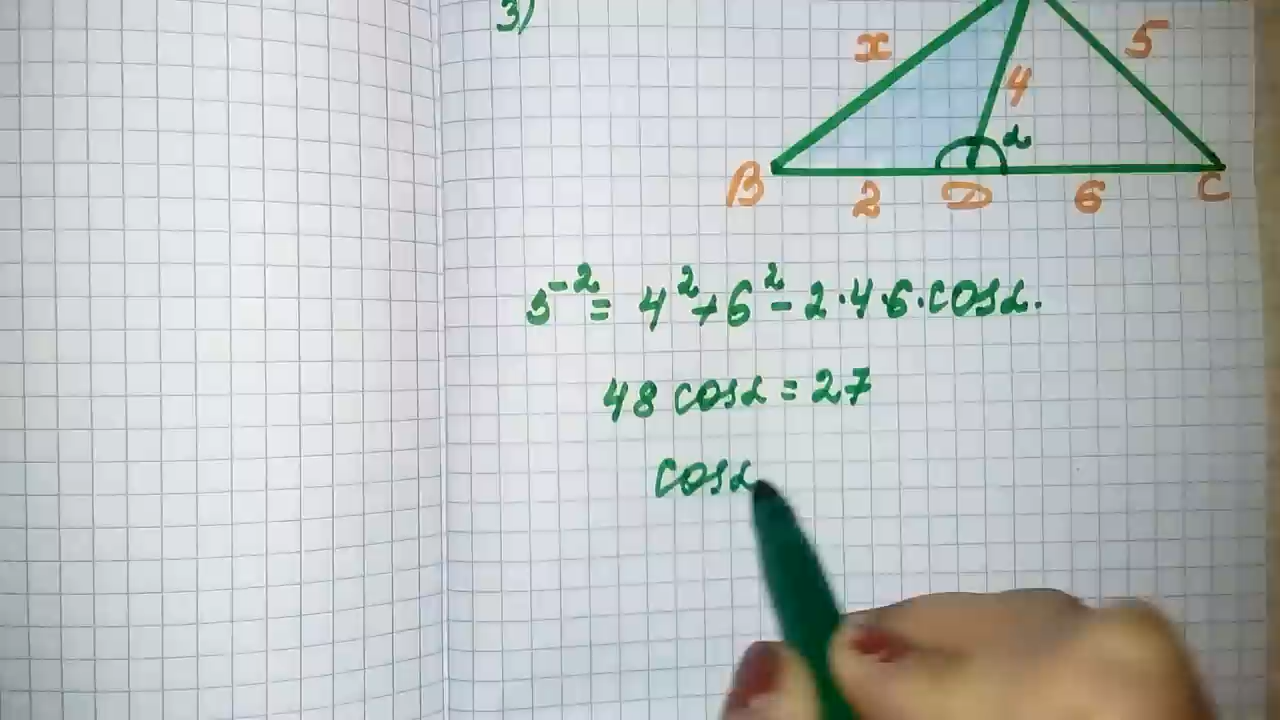 3)
x 5
4
α
B 2 D 6 C
5² = 4² + 6² - 2·4·6·cosα.
48 cosα = 27
cosα